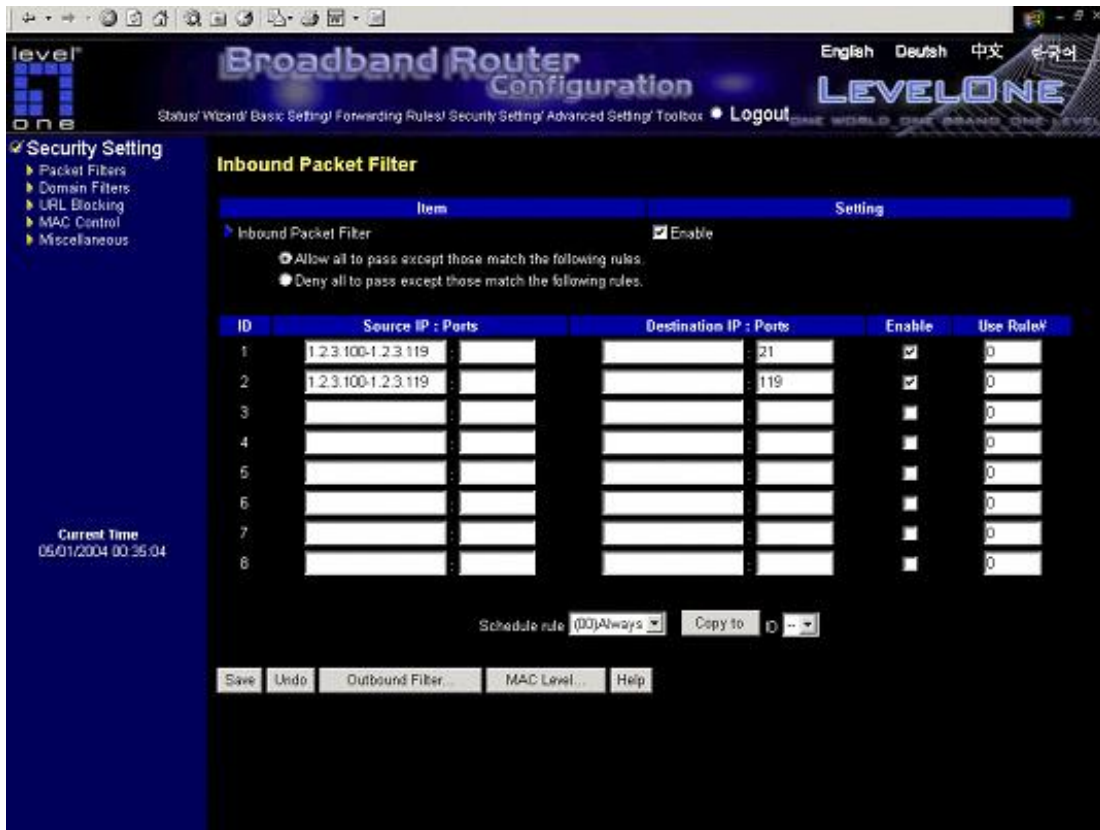 level one
Broadband Router
Configuration
English Deutsh 中文 한국어
LEVELONE
ONE WORLD ONE BRAND ONE LEVEL
Status/ Wizard/ Basic Setting/ Forwarding Rules/ Security Setting/ Advanced Setting/ Toolbox Logout
Security Setting
Packet Filters
Domain Filters
URL Blocking
MAC Control
Miscellaneous
Current Time
05/01/2004 00:35:04
Inbound Packet Filter
Item Setting
Inbound Packet Filter Enable
Allow all to pass except those match the following rules.
Deny all to pass except those match the following rules.
ID Source IP : Ports Destination IP : Ports Enable Use Rule#
1 1.2.3.100-1.2.3.119 : : 21 0
2 1.2.3.100-1.2.3.119 : : 119 0
3 : : 0
4 : : 0
5 : : 0
6 : : 0
7 : : 0
8 : : 0
Schedule rule (00)Always Copy to ID --
Save Undo Outbound Filter... MAC Level... Help